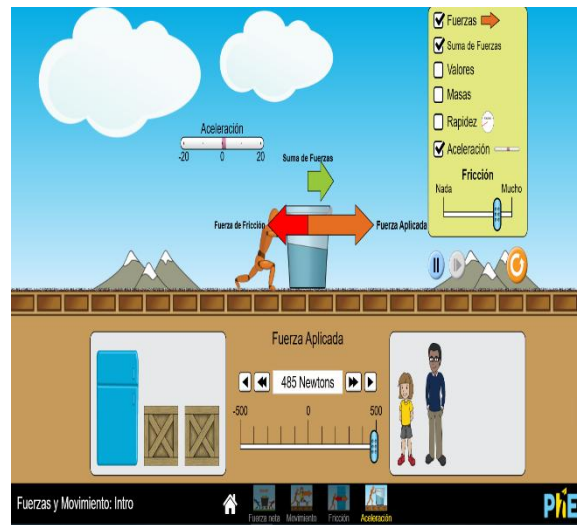 Fuerzas
Suma de Fuerzas
Valores
Masas
Rapidez
Aceleración
Fricción
Nada Mucho
Aceleración
-20 0 20
Suma de Fuerzas
Fuerza de Fricción
Fuerza Aplicada
Fuerza Aplicada
485 Newtons
-500 0 500
Fuerzas y Movimiento: Intro
Fuerza neta Movimiento Fricción Aceleración
PhE